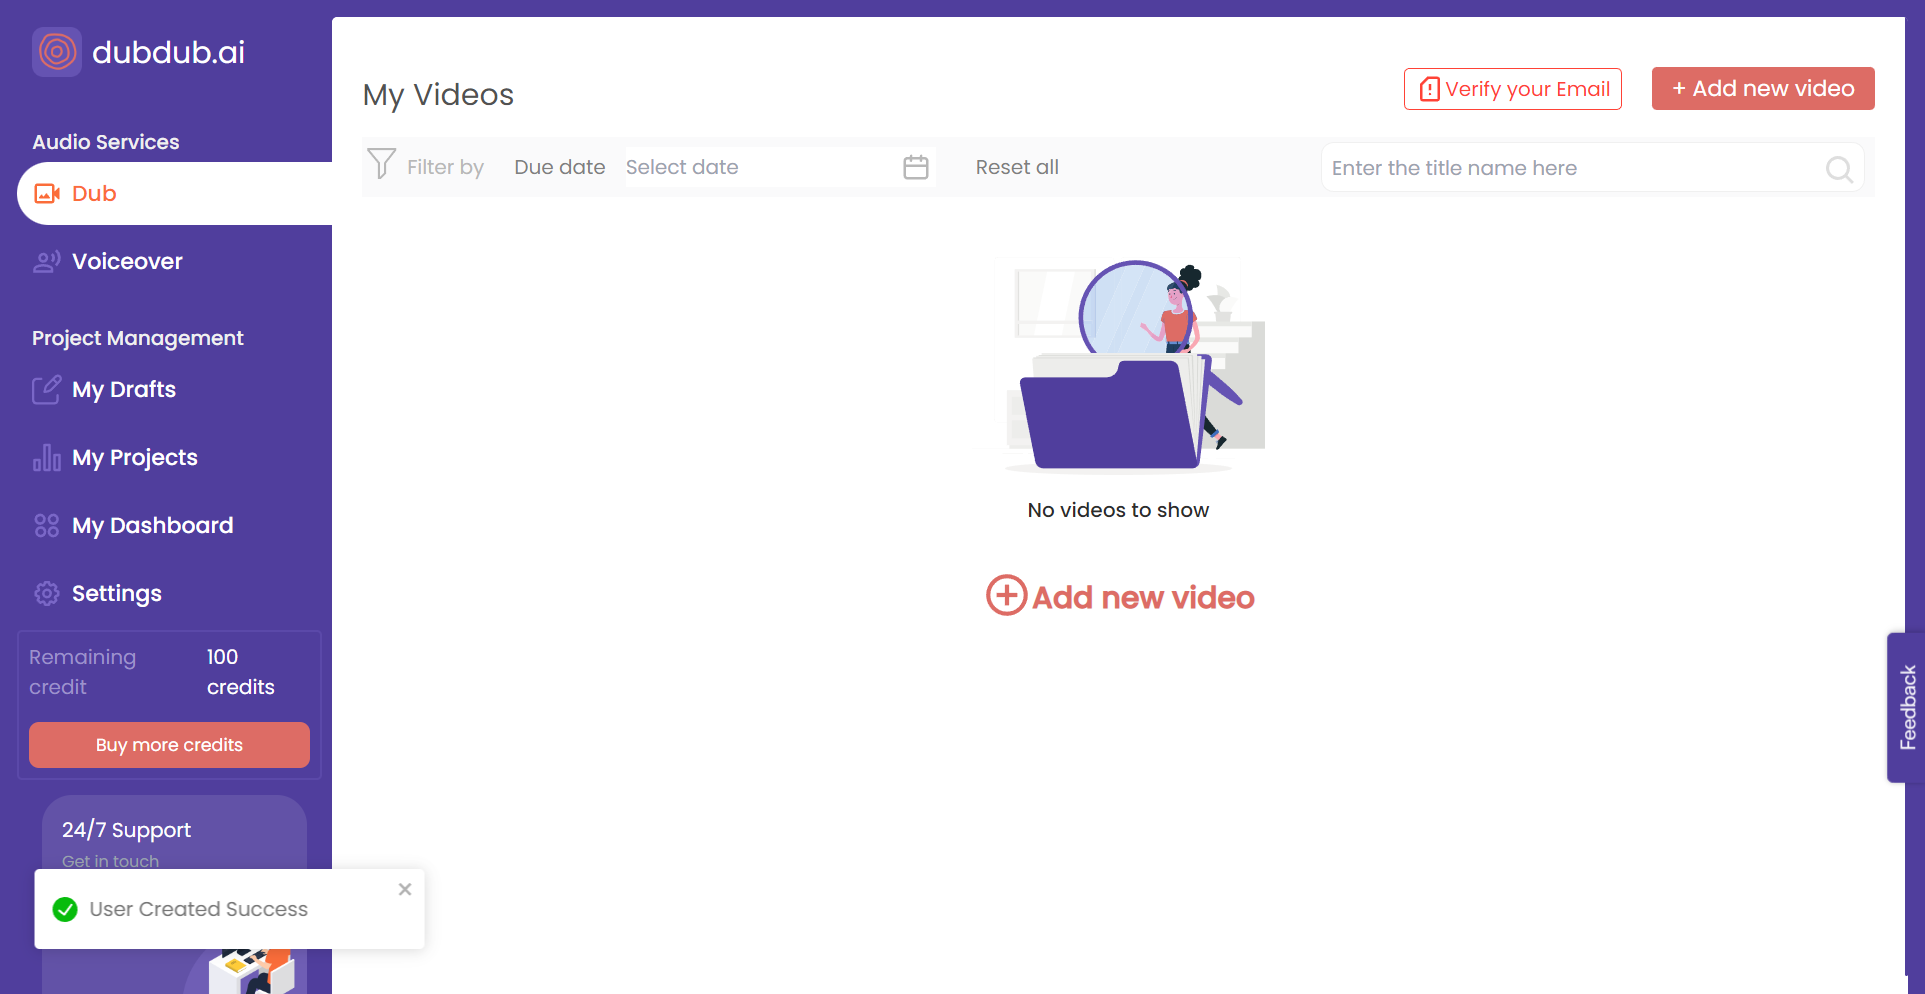 dubdub.ai
Audio Services
Dub
Voiceover
Project Management
My Drafts
My Projects
My Dashboard
Settings
Remaining credit
100 credits
Buy more credits
24/7 Support
Get in touch
User Created Success
My Videos
Verify your Email
+ Add new video
Filter by
Due date
Select date
Reset all
Enter the title name here
No videos to show
Add new video
Feedback